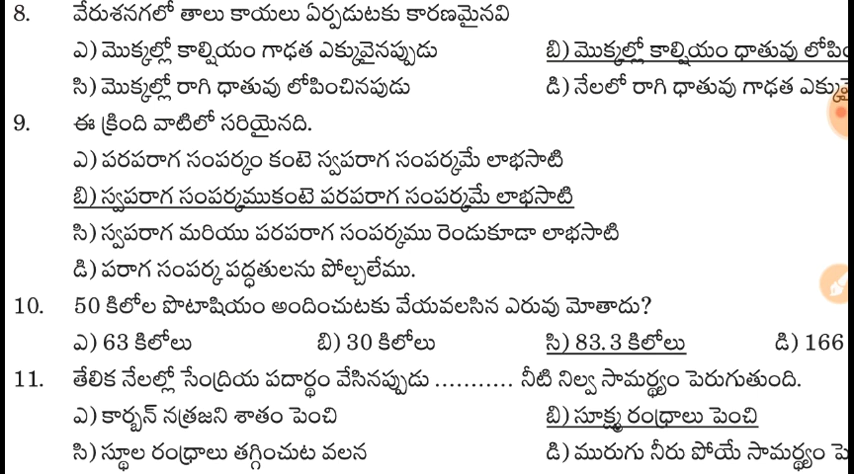 8. వేరుశనగలో తాలు కాయలు ఏర్పడుటకు కారణమైనవి
ఎ) మొక్కల్లో కాల్షియం గాఢత ఎక్కువైనప్పుడు బి) మొక్కల్లో కాల్షియం ధాతువు
సి) మొక్కల్లో రాగి ధాతువు లోపించినపుడు డి) నేలలో రాగి ధాతువు గాఢత
9. ఈ క్రింది వాటిలో సరియైనది.
ఎ) పరపరాగ సంపర్కం కంటె స్వపరాగ సంపర్కమే లాభసాటి
బి) స్వపరాగ సంపర్కముకంటె పరపరాగ సంపర్కమే లాభసాటి
సి) స్వపరాగ మరియు పరపరాగ సంపర్కము రెండుకూడా లాభసాటి
డి) పరాగ సంపర్క పద్ధతులను పోల్చలేము.
10. 50 కిలోల పొటాషియం అందించుటకు వేయవలసిన ఎరువు మోతాదు?
ఎ) 63 కిలోలు బి) 30 కిలోలు సి) 83.3 కిలోలు డి) 166
11. తేలిక నేలల్లో సేంద్రియ పదార్థం వేసినప్పుడు ........... నీటి నిల్వ సామర్థ్యం పెరుగుతుంది.
ఎ) కార్బన్ నత్రజని శాతం పెంచి బి) సూక్ష్మ రంధ్రాలు పెంచి
సి) స్థూల రంధ్రాలు తగ్గించుట వలన డి) మురుగు నీరు పోయే సామర్థ్యం